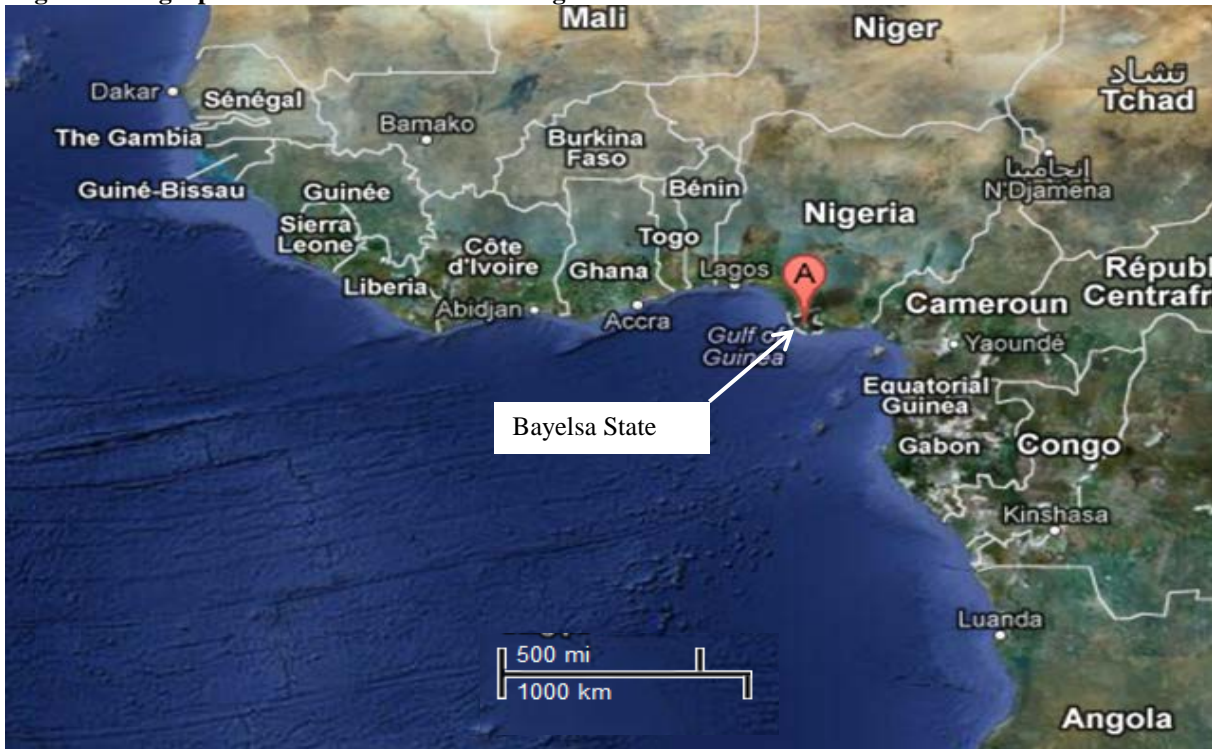 Mali
Niger
تشاد
Tchad
Dakar
Sénégal
The Gambia
Bamako
Burkina
Faso
إنجامينا
N'Djamena
Guiné-Bissau
Guinée
Bénin
Nigeria
Sierra
Leone
Côte
d'Ivoire
Togo
Ghana
Lagos
A
Républ
Centrafr
Liberia
Abidjan
Accra
Cameroun
Gulf of
Guinea
Yaoundé
Equatorial
Guinea
Bayelsa State
Gabon
Congo
Kinshasa
Luanda
500 mi
1000 km
Angola